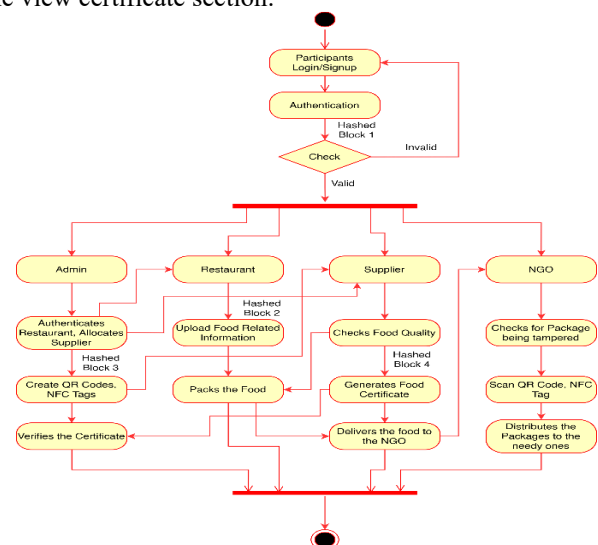 view certificate section.
Participants
Login/Signup
Authentication
Hashed
Block 1
Check
Invalid
Valid
Admin
Restaurant
Supplier
NGO
Authenticates
Restaurant, Allocates
Supplier
Hashed
Block 2
Upload Food Related
Information
Checks Food Quality
Checks for Package
being tampered
Hashed
Block 3
Hashed
Block 4
Create QR Codes,
NFC Tags
Packs the Food
Generates Food
Certificate
Scan QR Code, NFC
Tag
Verifies the Certificate
Delivers the food to
the NGO
Distributes the
Packages to the
needy ones